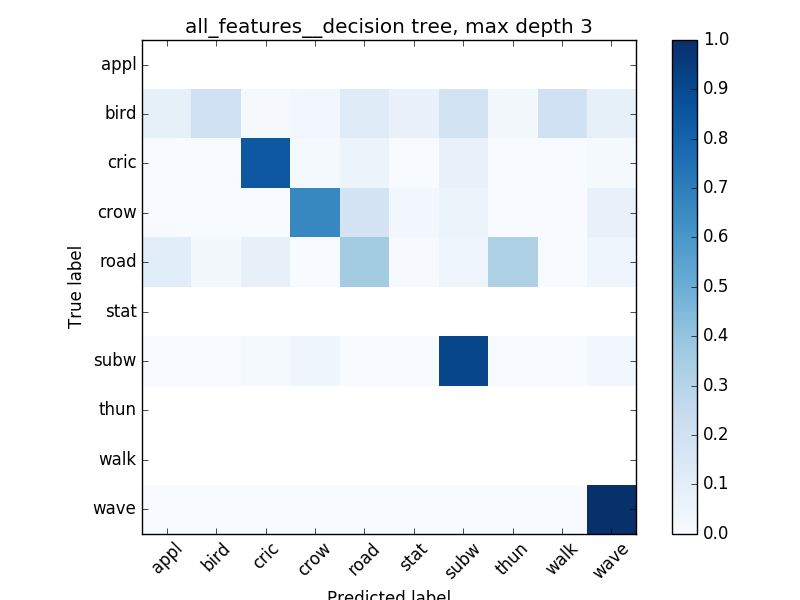 all_features__decision tree, max depth 3
True label
appl
bird
cric
crow
road
stat
subw
thun
walk
wave
appl
bird
cric
crow
road
stat
subw
thun
walk
wave
Predicted label
1.0
0.9
0.8
0.7
0.6
0.5
0.4
0.3
0.2
0.1
0.0